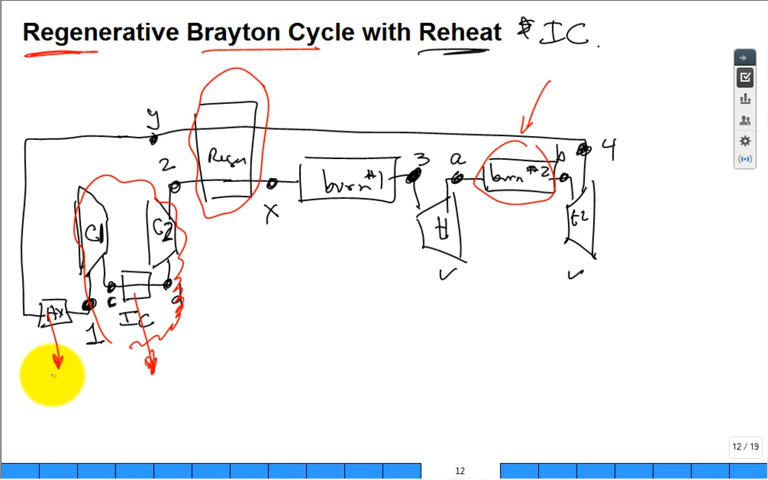 Regenerative Brayton Cycle with Reheat & IC.
y
2
Regen
x
burn #1
3
a
burn #2
b
4
C1
C2
t1
t2
c
d
Hx
1
IC
12 / 19
12